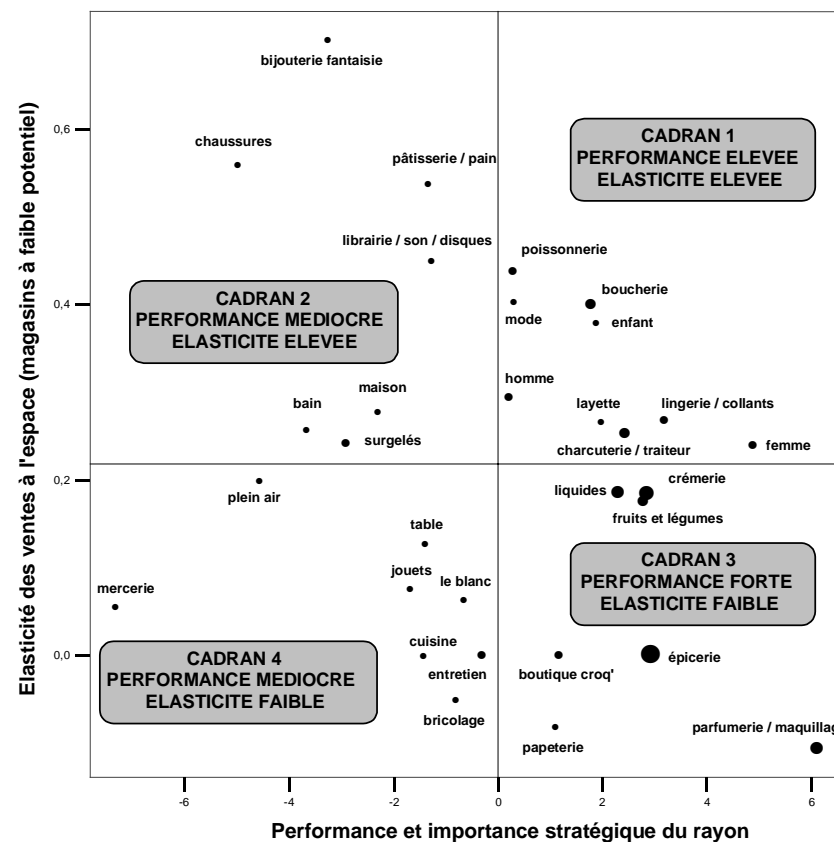 bijouterie fantaisie
0,6
chaussures
pâtisserie / pain
CADRAN 1
PERFORMANCE ELEVEE
ELASTICITE ELEVEE
librairie / son / disques
poissonnerie
CADRAN 2
PERFORMANCE MEDIOCRE
ELASTICITE ELEVEE
boucherie
0,4
mode
enfant
homme
maison
bain
layette
lingerie / collants
surgelés
charcuterie / traiteur
femme
0,2
plein air
liquides
crémerie
fruits et légumes
table
jouets
le blanc
mercerie
CADRAN 3
PERFORMANCE FORTE
ELASTICITE FAIBLE
cuisine
0,0
CADRAN 4
PERFORMANCE MEDIOCRE
ELASTICITE FAIBLE
entretien
boutique croq'
épicerie
bricolage
papeterie
parfumerie / maquillag
-6
-4
-2
0
2
4
6
Performance et importance stratégique du rayon
Elasticité des ventes à l'espace (magasins à faible potentiel)